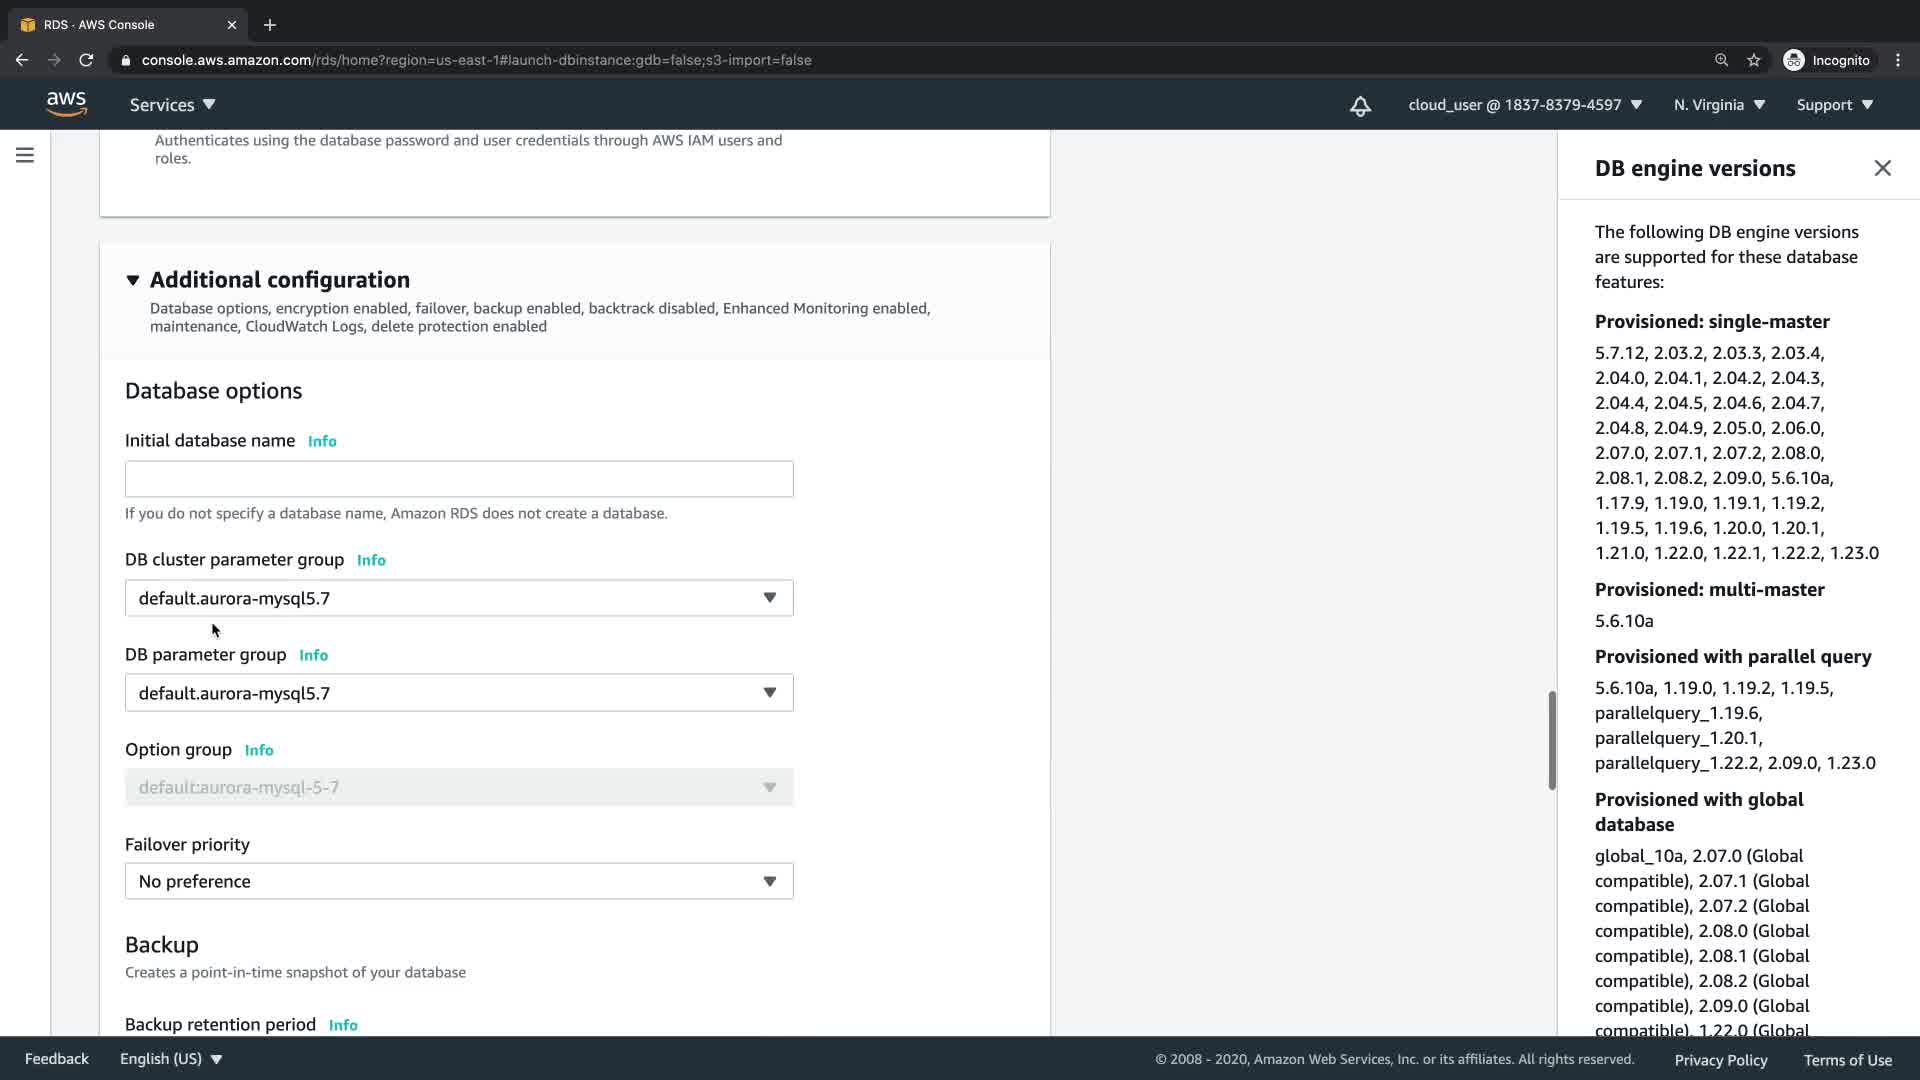 RDS · AWS Console
console.aws.amazon.com/rds/home?region=us-east-1#launch-dbinstance:gdb=false;s3-import=false
Incognito
aws
Services
cloud_user @ 1837-8379-4597
N. Virginia
Support
Authenticates using the database password and user credentials through AWS IAM users and
roles.
Additional configuration
Database options, encryption enabled, failover, backup enabled, backtrack disabled, Enhanced Monitoring enabled,
maintenance, CloudWatch Logs, delete protection enabled
Database options
Initial database name Info
If you do not specify a database name, Amazon RDS does not create a database.
DB cluster parameter group Info
default.aurora-mysql5.7
DB parameter group Info
default.aurora-mysql5.7
Option group Info
default:aurora-mysql-5-7
Failover priority
No preference
Backup
Creates a point-in-time snapshot of your database
Backup retention period Info
DB engine versions
The following DB engine versions
are supported for these database
features:
Provisioned: single-master
5.7.12, 2.03.2, 2.03.3, 2.03.4,
2.04.0, 2.04.1, 2.04.2, 2.04.3,
2.04.4, 2.04.5, 2.04.6, 2.04.7,
2.04.8, 2.04.9, 2.05.0, 2.06.0,
2.07.0, 2.07.1, 2.07.2, 2.08.0,
2.08.1, 2.08.2, 2.09.0, 5.6.10a,
1.17.9, 1.19.0, 1.19.1, 1.19.2,
1.19.5, 1.19.6, 1.20.0, 1.20.1,
1.21.0, 1.22.0, 1.22.1, 1.22.2, 1.23.0
Provisioned: multi-master
5.6.10a
Provisioned with parallel query
5.6.10a, 1.19.0, 1.19.2, 1.19.5,
parallelquery_1.19.6,
parallelquery_1.20.1,
parallelquery_1.22.2, 2.09.0, 1.23.0
Provisioned with global
database
global_10a, 2.07.0 (Global
compatible), 2.07.1 (Global
compatible), 2.07.2 (Global
compatible), 2.08.0 (Global
compatible), 2.08.1 (Global
compatible), 2.08.2 (Global
compatible), 2.09.0 (Global
compatible), 1.22.0 (Global
Feedback
English (US)
© 2008 - 2020, Amazon Web Services, Inc. or its affiliates. All rights reserved.
Privacy Policy
Terms of Use